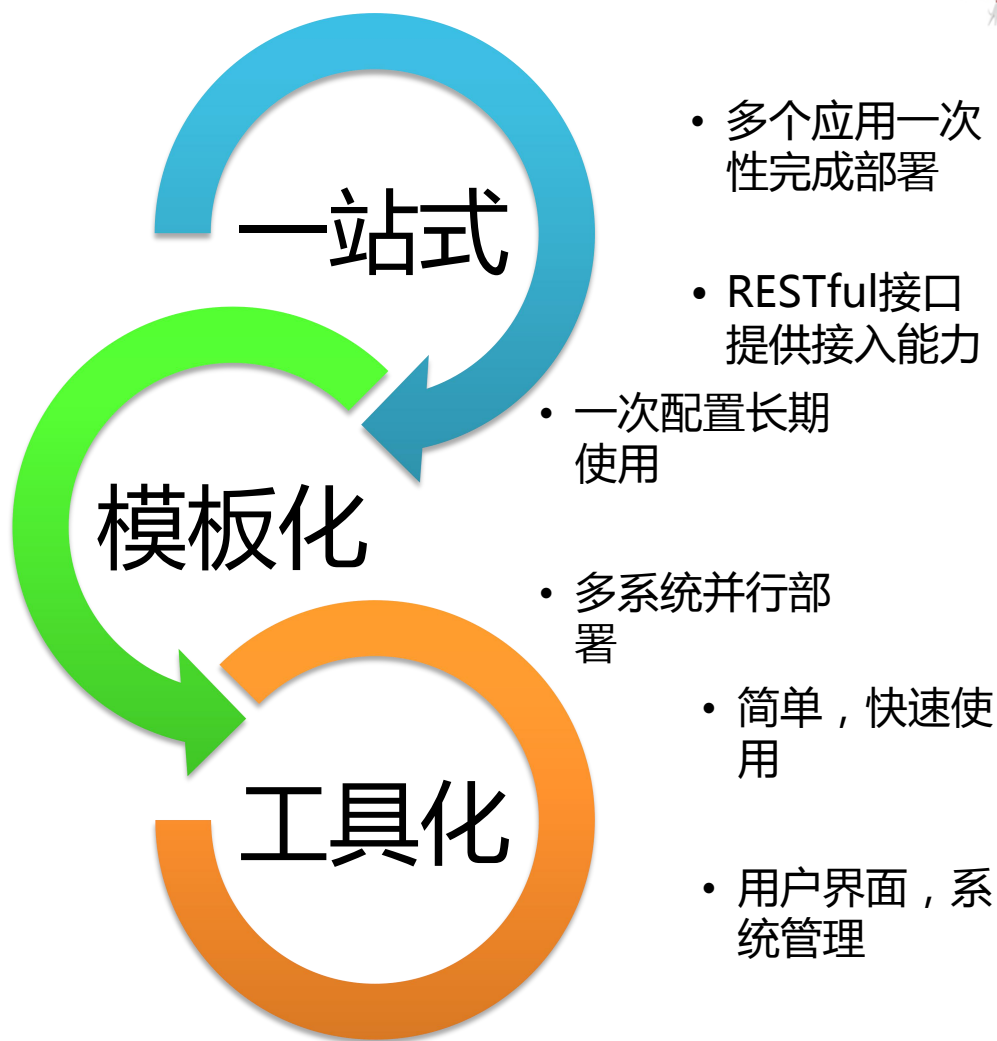 一站式
• 多个应用一次
性完成部署
• RESTful接口
提供接入能力
模板化
• 一次配置长期
使用
• 多系统并行部
署
工具化
• 简单，快速使
用
• 用户界面，系
统管理